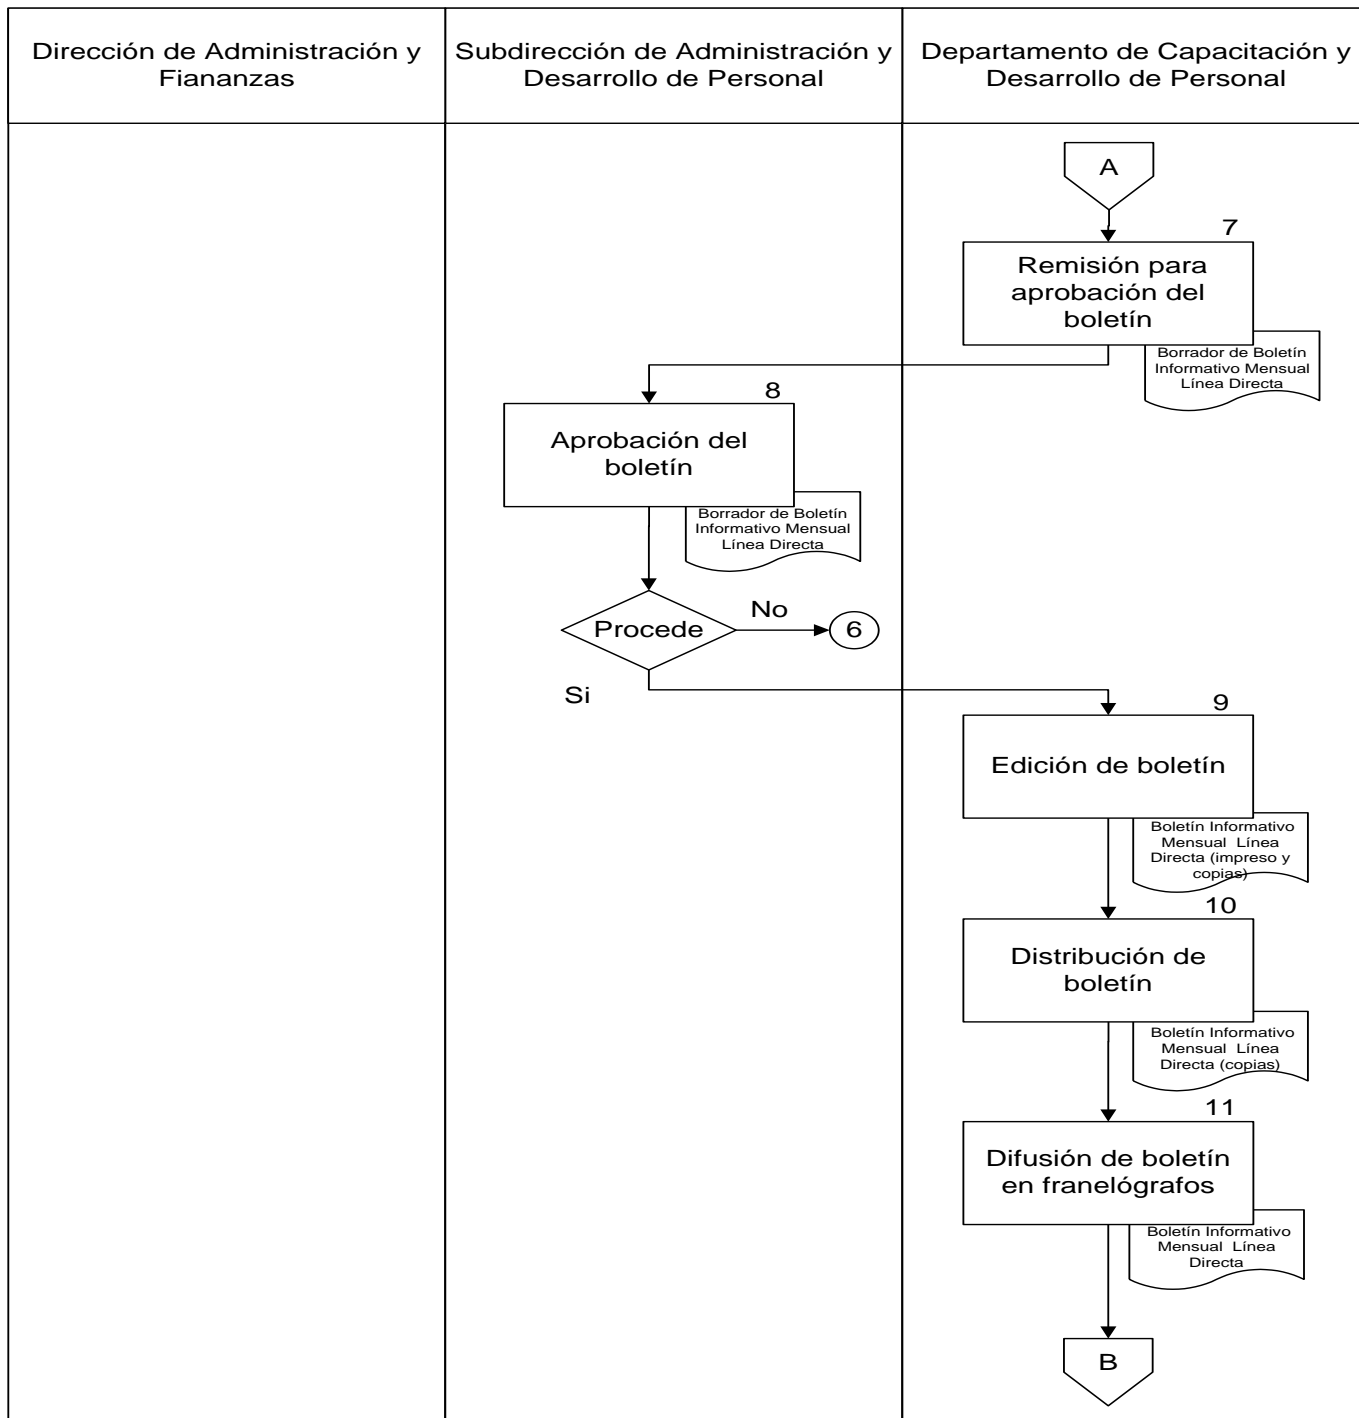 Dirección de Administración y
Fiananzas
Subdirección de Administración y
Desarrollo de Personal
Departamento de Capacitación y
Desarrollo de Personal
A
7
Remisión para
aprobación del
boletín
Borrador de Boletín
Informativo Mensual
Línea Directa
8
Aprobación del
boletín
Borrador de Boletín
Informativo Mensual
Línea Directa
Procede
No
6
Si
9
Edición de boletín
Boletín Informativo
Mensual Línea
Directa (impreso y
copias)
10
Distribución de
boletín
Boletín Informativo
Mensual Línea
Directa (copias)
11
Difusión de boletín
en franelógrafos
Boletín Informativo
Mensual Línea
Directa
B